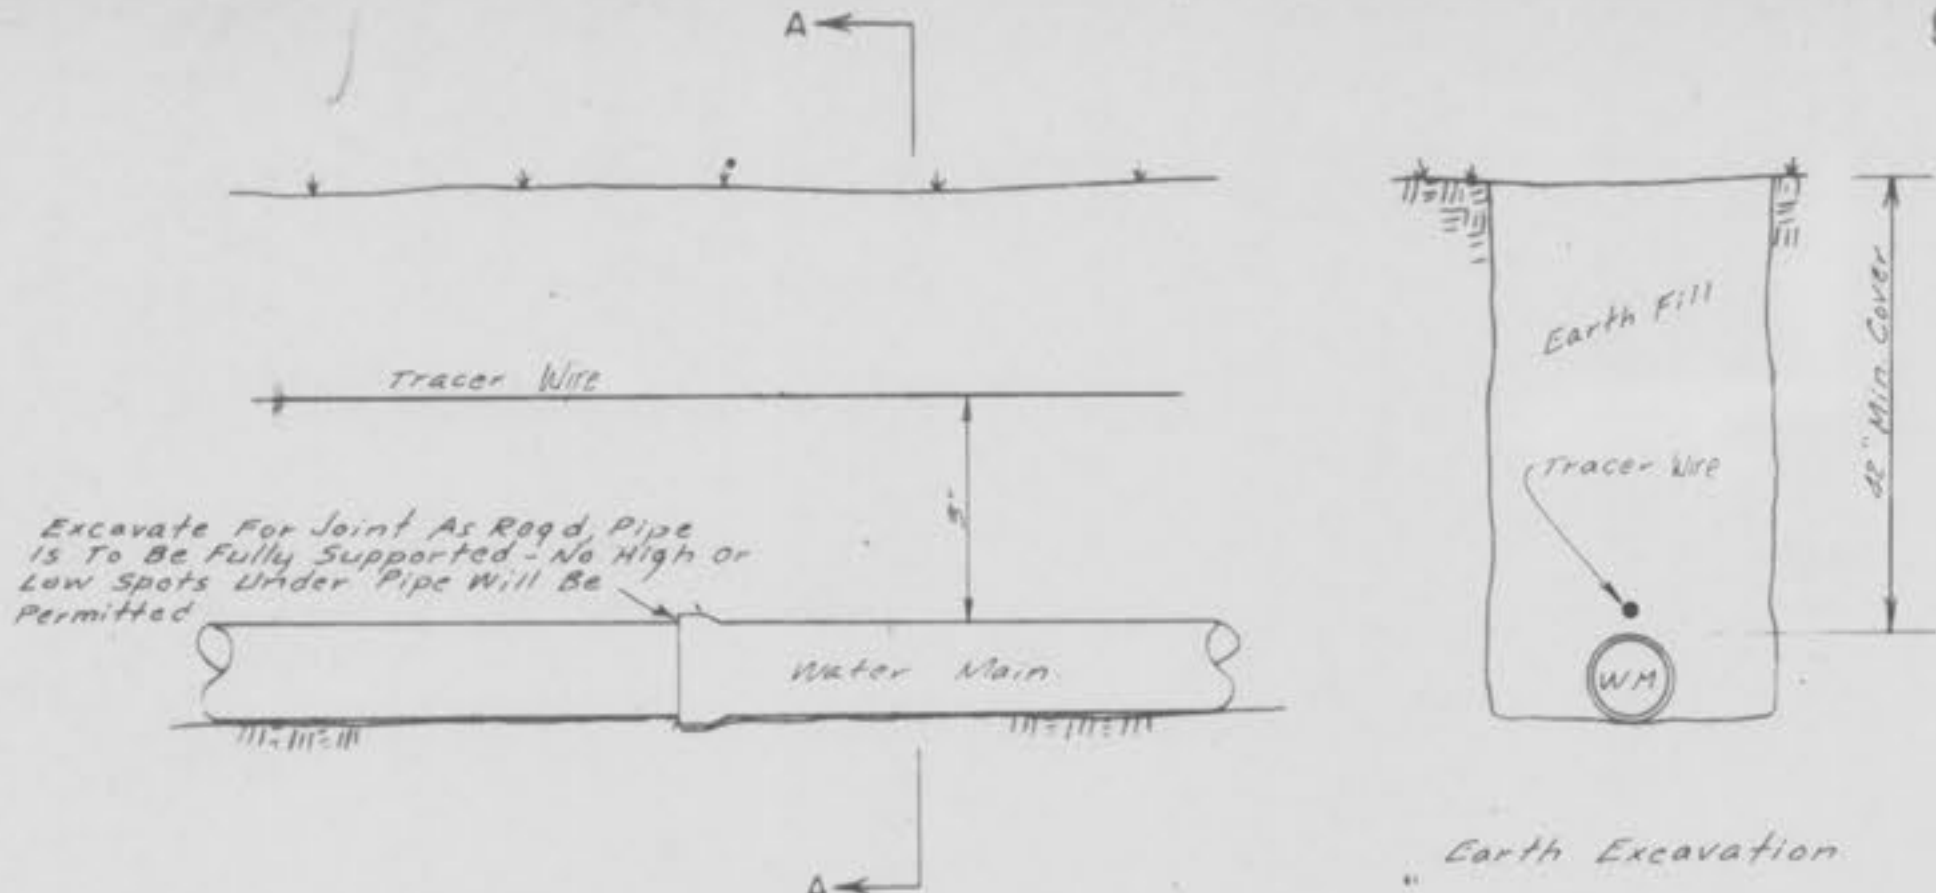 A
Tracer Wire
Excavate For Joint As Reqd, Pipe
Is To Be Fully Supported - No High Or
Low Spots Under Pipe Will Be
Permitted
Water Main
A
Earth Fill
Tracer Wire
42" Min. Cover
WM
Earth Excavation